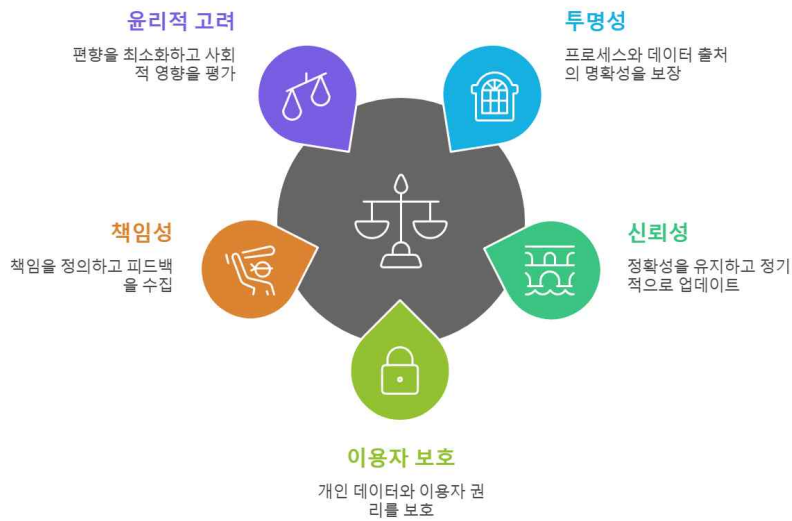 윤리적 고려
편향을 최소화하고 사회
적 영향을 평가
투명성
프로세스와 데이터 출처
의 명확성을 보장
책임성
책임을 정의하고 피드백
을 수집
신뢰성
정확성을 유지하고 정기
적으로 업데이트
이용자 보호
개인 데이터와 이용자 권
리를 보호